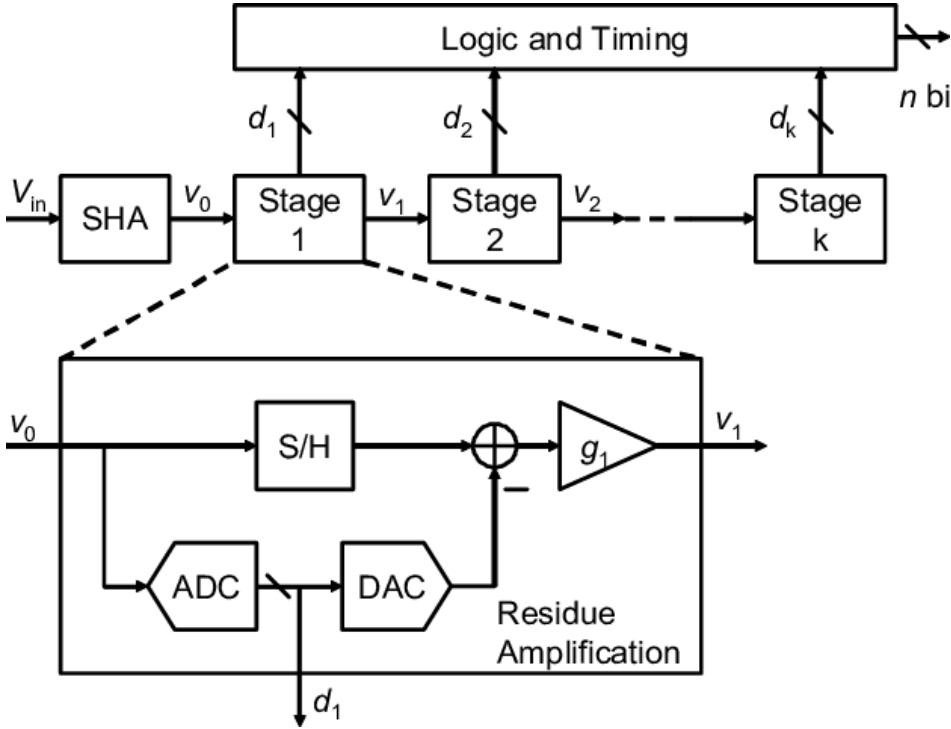 Logic and Timing
n bi
d1
d2
dk
Vin
SHA
v0
Stage
1
v1
Stage
2
v2
Stage
k
v0
S/H
g1
v1
ADC
DAC
Residue
Amplification
d1